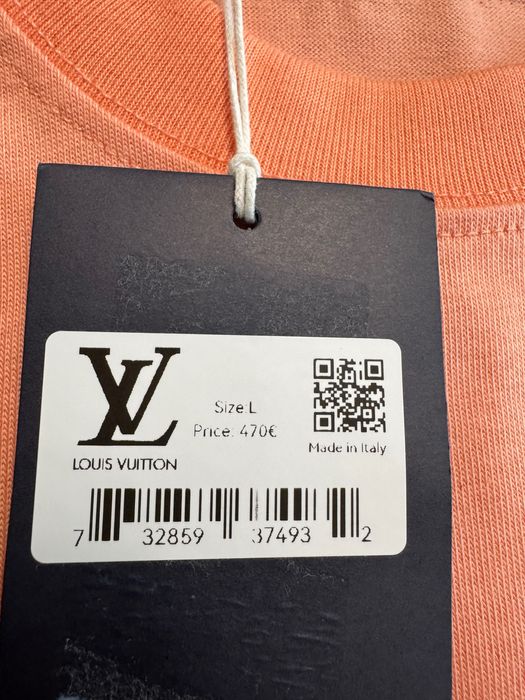 LV
Size:L
Price: 470€
LOUIS VUITTON
Made in Italy
7 32859 37493 2